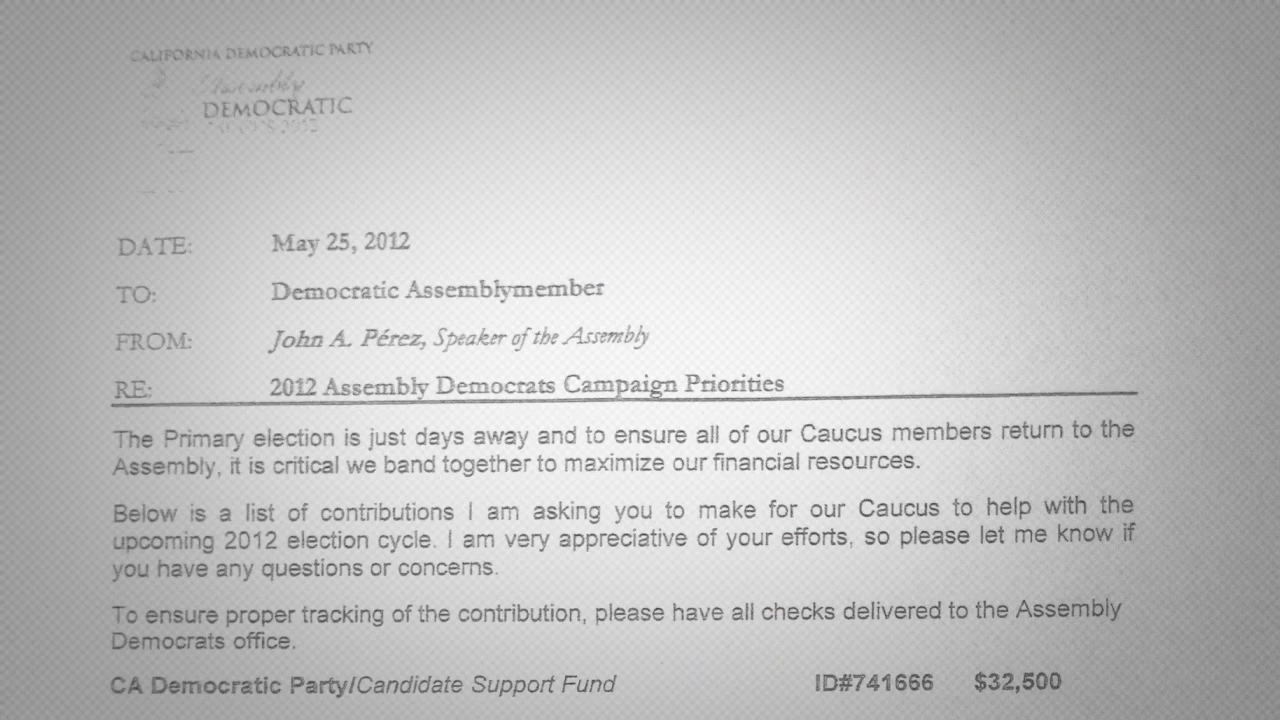 CALIFORNIA DEMOCRATIC PARTY
Assembly
DEMOCRATIC
2012
DATE: May 25, 2012
TO: Democratic Assemblymember
FROM: John A. Pérez, Speaker of the Assembly
RE: 2012 Assembly Democrats Campaign Priorities
The Primary election is just days away and to ensure all of our Caucus members return to the
Assembly, it is critical we band together to maximize our financial resources.
Below is a list of contributions I am asking you to make for our Caucus to help with the
upcoming 2012 election cycle. I am very appreciative of your efforts, so please let me know if
you have any questions or concerns.
To ensure proper tracking of the contribution, please have all checks delivered to the Assembly
Democrats office.
CA Democratic Party/Candidate Support Fund ID#741666 $32,500